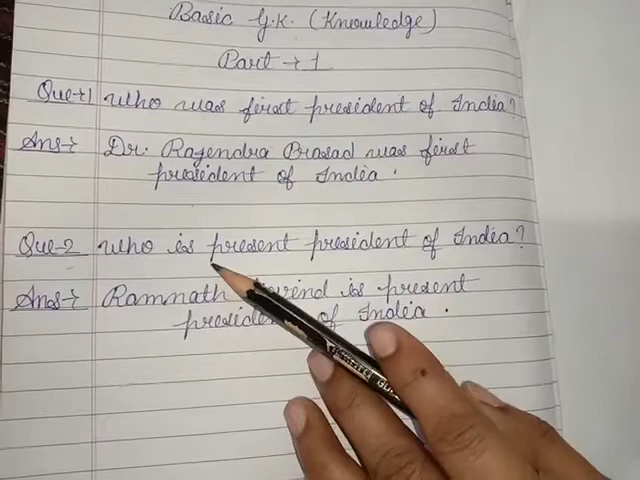 Basic G.K. (Knowledge)
Part → 1
Que→1 who was first president of India?
Ans:→ Dr. Rajendra Prasad was first
president of India.
Que-2 who is present president of India?
Ans:→ Ramnath is present
president of India.